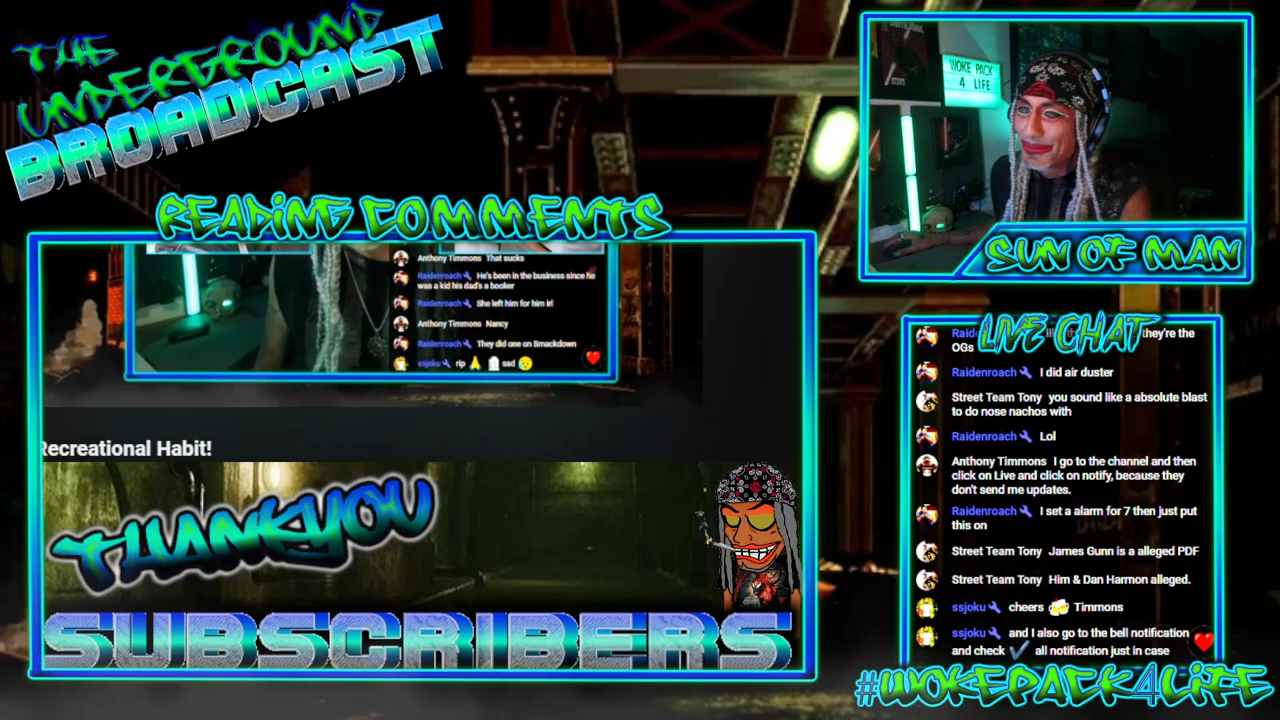 THE
UNDERGROUND
BROADCAST
READING COMMENTS
Anthony Timmons That sucks
Raidenroach He's been in the business since he
was a kid his dad's a booker
Raidenroach She left him for him irl
Anthony Timmons Nancy
Raidenroach They did one on Smackdown
ssjoku rip 🙏 🪦 sad 😥
Recreational Habit!
THANKYOU
SUBSCRIBERS
WOKE PACK
4 LIFE
SUN OF MAN
LIVE CHAT
they're the
OGs
Raidenroach I did air duster
Street Team Tony you sound like a absolute blast
to do nose nachos with
Raidenroach Lol
Anthony Timmons I go to the channel and then
click on Live and click on notify, because they
don't send me updates.
Raidenroach I set a alarm for 7 then just put
this on
Street Team Tony James Gunn is a alleged PDF
Street Team Tony Him & Dan Harmon alleged.
ssjoku cheers 🍻 Timmons
ssjoku and I also go to the bell notification
and check ✔ all notification just in case
#WOKEPACK4LIFE